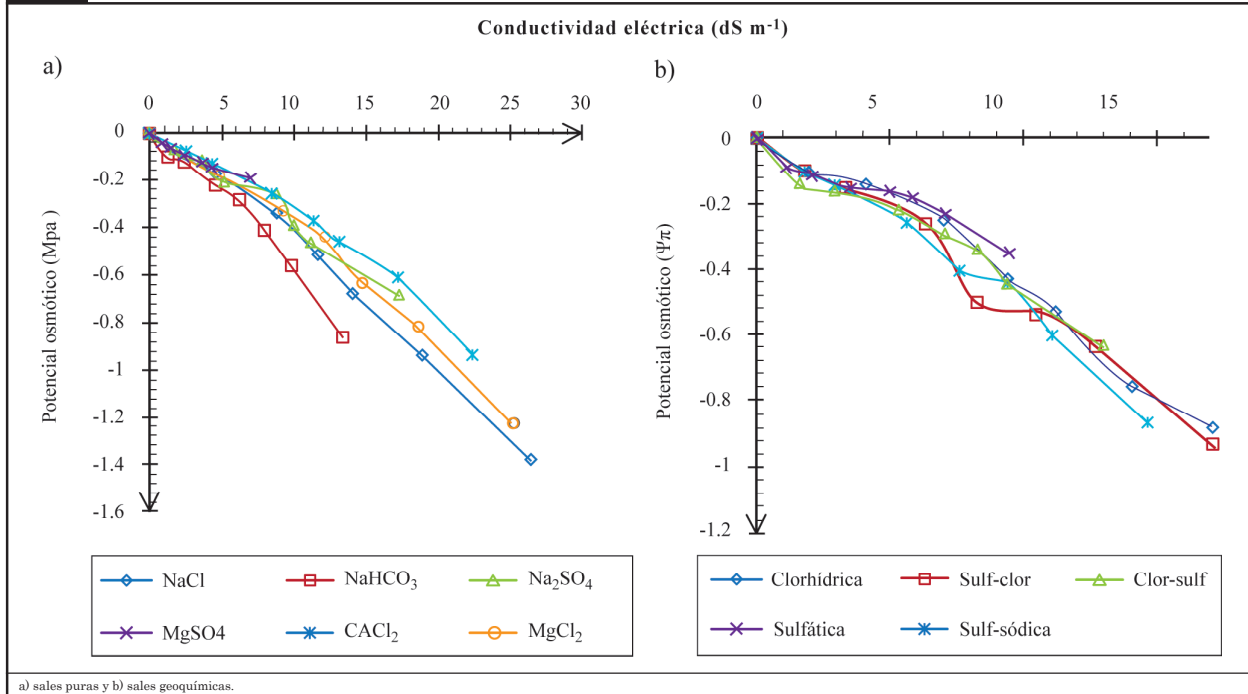 Conductividad eléctrica (dS m-1)
a)
0 5 10 15 20 25 30
0
-0.2
-0.4
-0.6
-0.8
-1
-1.2
-1.4
-1.6
Potencial osmótico (Mpa)
NaCl NaHCO3 Na2SO4
MgSO4 CACl2 MgCl2
b)
0 5 10 15
0
-0.2
-0.4
-0.6
-0.8
-1
-1.2
Potencial osmótico (Ψπ)
Clorhídrica Sulf-clor Clor-sulf
Sulfática Sulf-sódica
a) sales puras y b) sales geoquímicas.